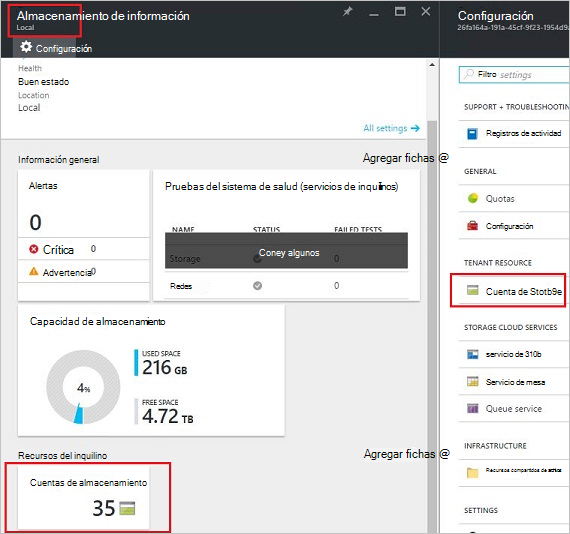 Almacenamiento de información
Local
Configuración
Health
Buen estado
Location
Local
All settings →
Información general
Agregar fichas @
Alertas
0
Crítica 0
Advertencia 0
Pruebas del sistema de salud (servicios de inquilinos)
NAME STATUS FAILED TESTS
Coney algunos
Storage 0
Redes 0
Capacidad de almacenamiento
4%
USED SPACE
216 GB
FREE SPACE
4.72 TB
Recursos del inquilino
Agregar fichas @
Cuentas de almacenamiento
35
Configuración
26fa164a-191a-45cf-9f23-1954d9
Filtro settings
SUPPORT + TROUBLESHOOTIN
Registros de actividad
GENERAL
Quotas
Configuración
TENANT RESOURCE
Cuenta de Stotb9e
STORAGE CLOUD SERVICES
servicio de 310b
Servicio de mesa
Queue service
INFRASTRUCTURE
Recursos compartidos de
SETTINGS